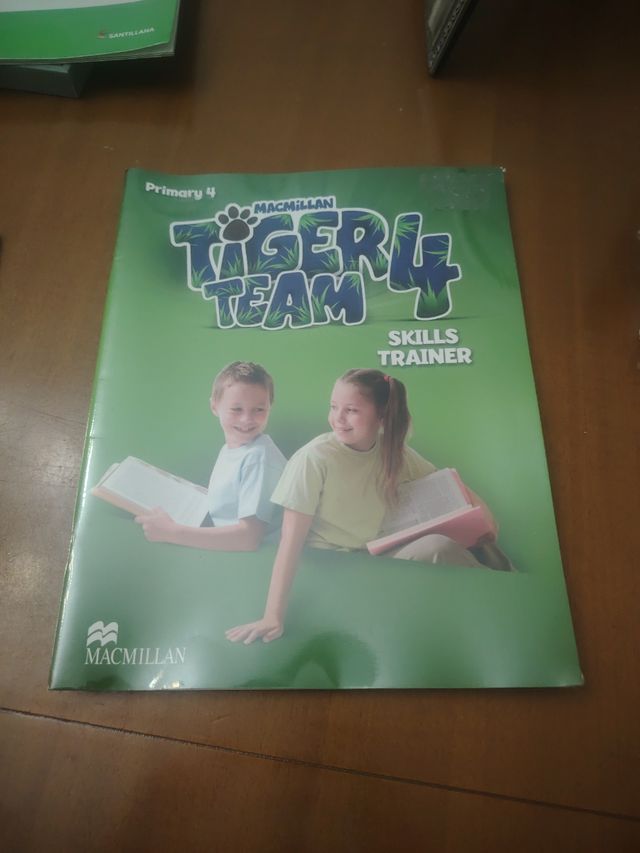 SANTILLANA
Primary 4
MACMILLAN
TIGER 4
TEAM
SKILLS
TRAINER
MACMILLAN